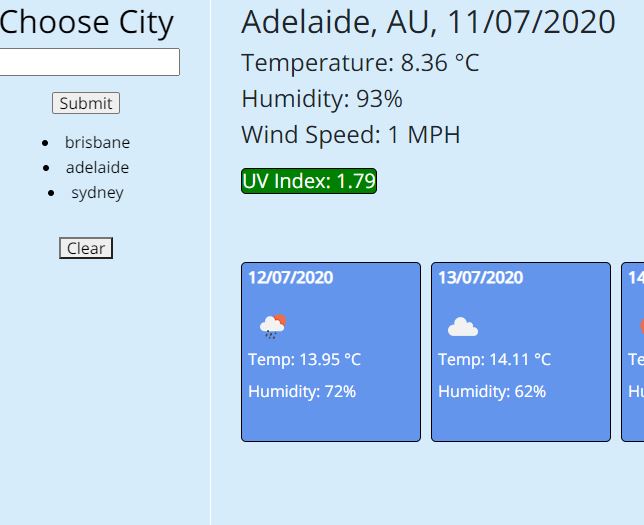 Choose City
Submit
brisbane
adelaide
sydney
Clear
Adelaide, AU, 11/07/2020
Temperature: 8.36 °C
Humidity: 93%
Wind Speed: 1 MPH
UV Index: 1.79
12/07/2020
Temp: 13.95 °C
Humidity: 72%
13/07/2020
Temp: 14.11 °C
Humidity: 62%
14
Te
Hu